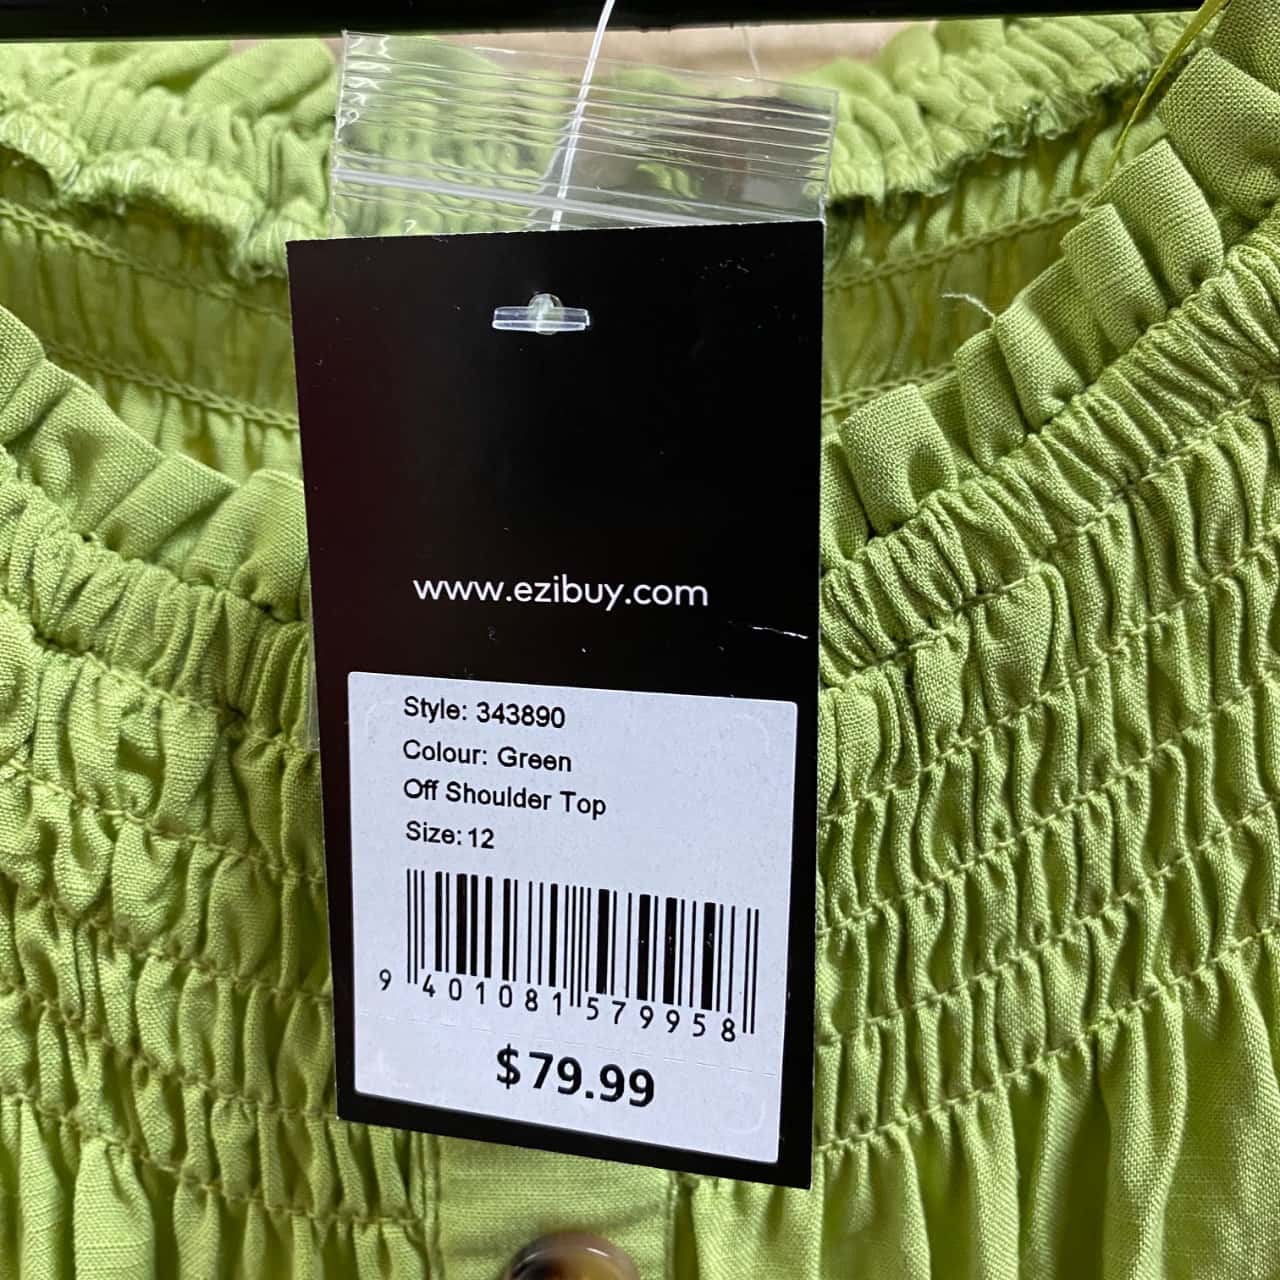 www.ezibuy.com
Style: 343890
Colour: Green
Off Shoulder Top
Size: 12
9 401081 579958
$79.99